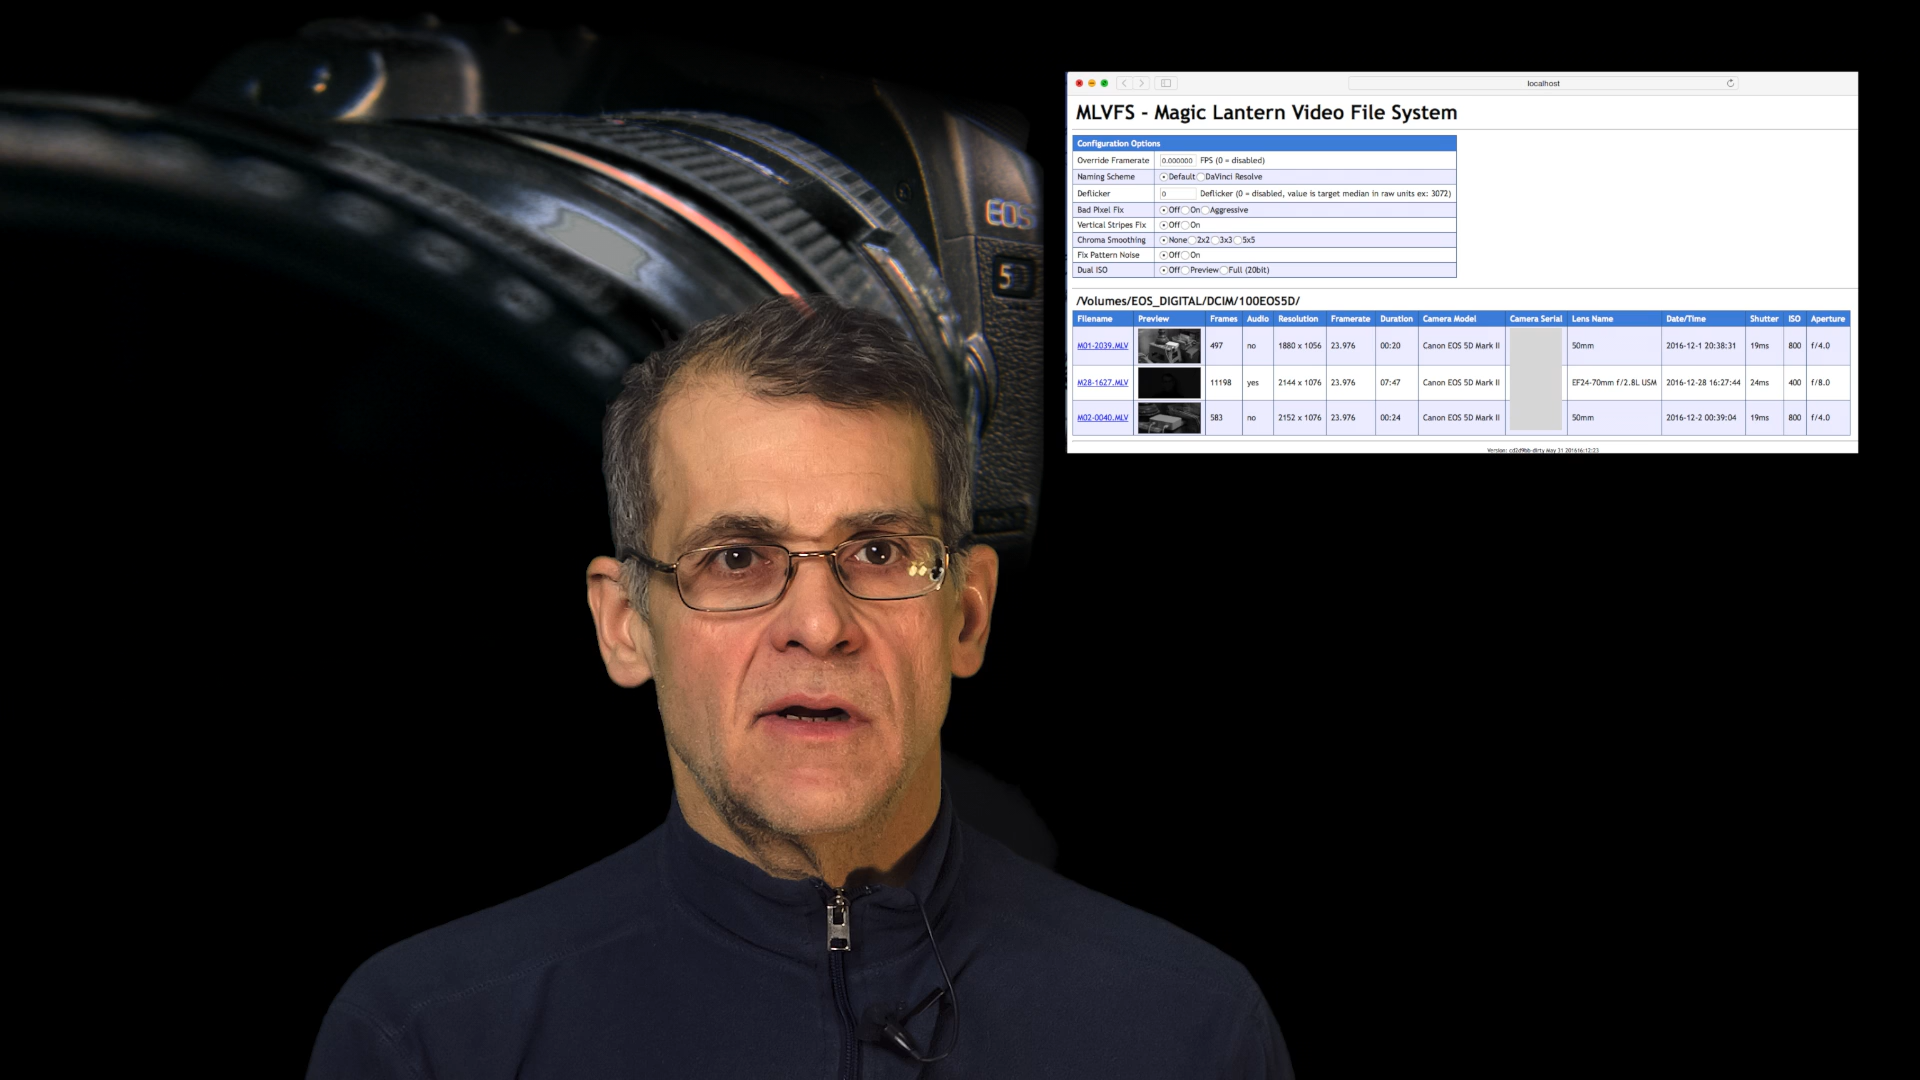 localhost
MLVFS - Magic Lantern Video File System
Configuration Options
Override Framerate 0.000000 FPS (0 = disabled)
Naming Scheme Default DaVinci Resolve
Deflicker 0 Deflicker (0 = disabled, value is target median in raw units ex: 3072)
Bad Pixel Fix Off On Aggressive
Vertical Stripes Fix Off On
Chroma Smoothing None 2x2 3x3 5x5
Fix Pattern Noise Off On
Dual ISO Off Preview Full (20bit)
/Volumes/EOS_DIGITAL/DCIM/100EOS5D/
Filename Preview Frames Audio Resolution Framerate Duration Camera Model Camera Serial Lens Name Date/Time Shutter ISO Aperture
M01-2039.MLV 497 no 1880 x 1056 23.976 00:20 Canon EOS 5D Mark II 50mm 2016-12-1 20:38:31 19ms 800 f/4.0
M28-1627.MLV 11198 yes 2144 x 1076 23.976 07:47 Canon EOS 5D Mark II EF24-70mm f/2.8L USM 2016-12-28 16:27:44 24ms 400 f/8.0
M02-0040.MLV 583 no 2152 x 1076 23.976 00:24 Canon EOS 5D Mark II 50mm 2016-12-2 00:39:04 19ms 800 f/4.0
EOS
5